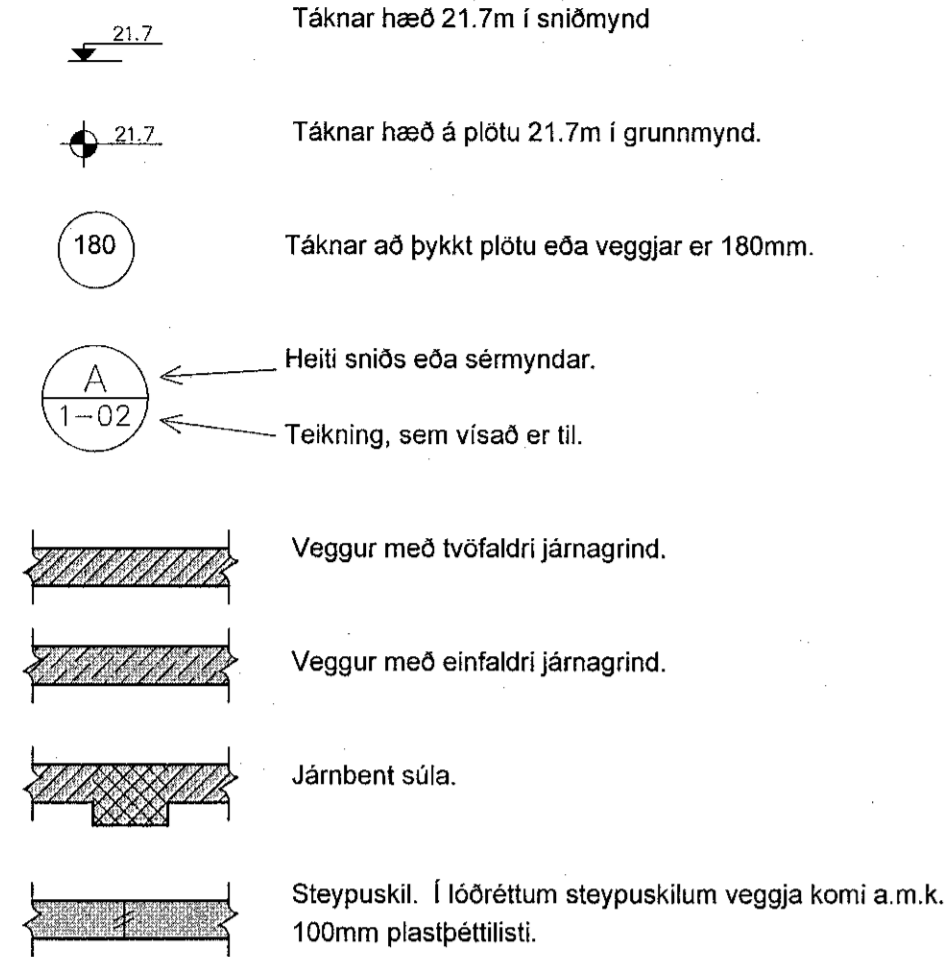 21.7 Táknar hæð 21.7m í sniðmynd
21.7 Táknar hæð á plötu 21.7m í grunnmynd.
180 Táknar að þykkt plötu eða veggjar er 180mm.
A Heiti sniðs eða sérmyndar.
1-02 Teikning, sem vísað er til.
Veggur með tvöfaldri járnagrind.
Veggur með einfaldri járnagrind.
Járnbent súla.
Steypuskil. Í lóðréttum steypuskilum veggja komi a.m.k.
100mm plastþéttilisti.